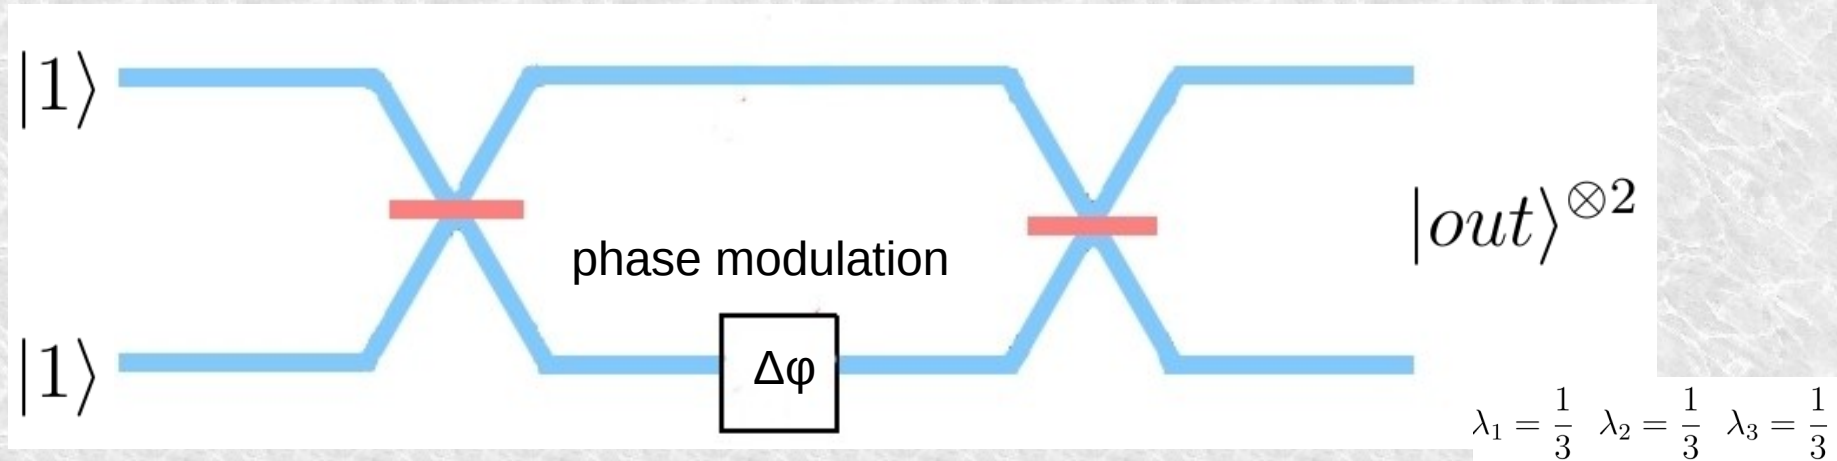 |1⟩
|out⟩⊗2
phase modulation
|1⟩
Δφ
λ₁ = 1/3 λ₂ = 1/3 λ₃ = 1/3